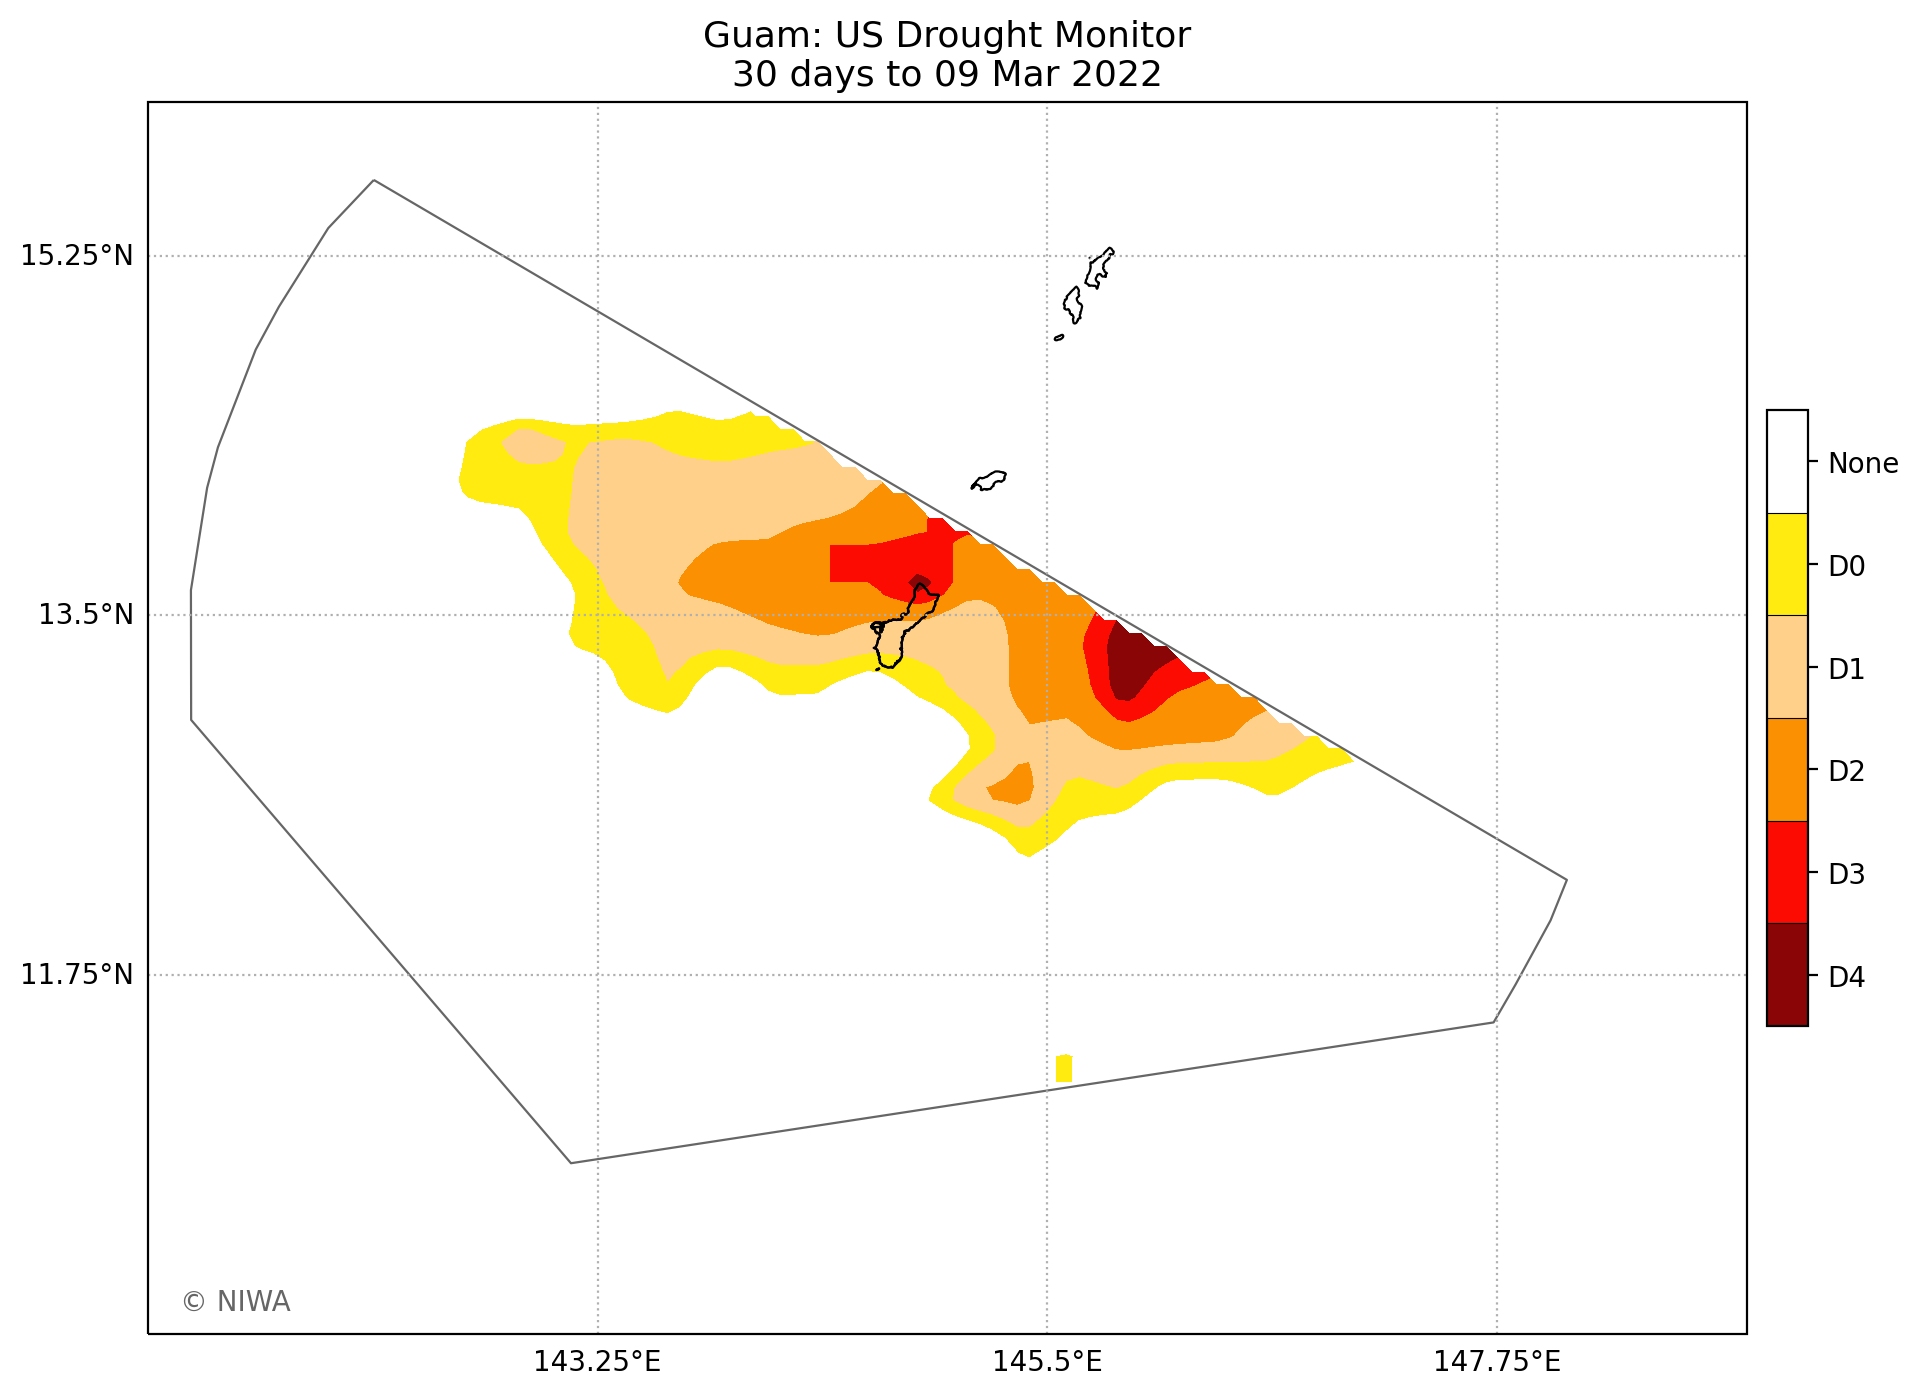 Guam: US Drought Monitor
30 days to 09 Mar 2022
15.25°N
13.5°N
11.75°N
143.25°E
145.5°E
147.75°E
None
D0
D1
D2
D3
D4
© NIWA